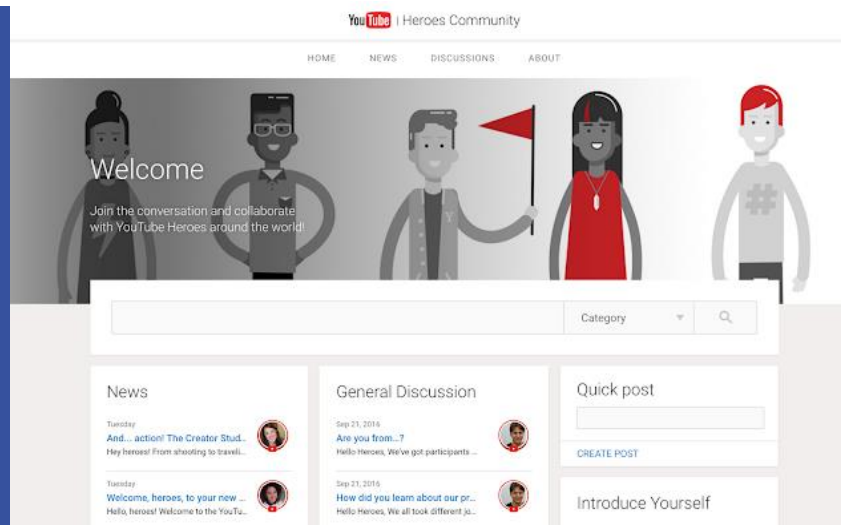 YouTube | Heroes Community
HOME NEWS DISCUSSIONS ABOUT
Welcome
Join the conversation and collaborate
with YouTube Heroes around the world!
Y
#
Category
News
Tuesday
And... action! The Creator Stud...
Hey heroes! From shooting to traveli...
Tuesday
Welcome, heroes, to your new ...
Hello, heroes! Welcome to the YouTu...
General Discussion
Sep 21, 2016
Are you from...?
Hello Heroes, We've got participants ...
Sep 21, 2016
How did you learn about our pr...
Hello Heroes, We all took different jo...
Quick post
CREATE POST
Introduce Yourself